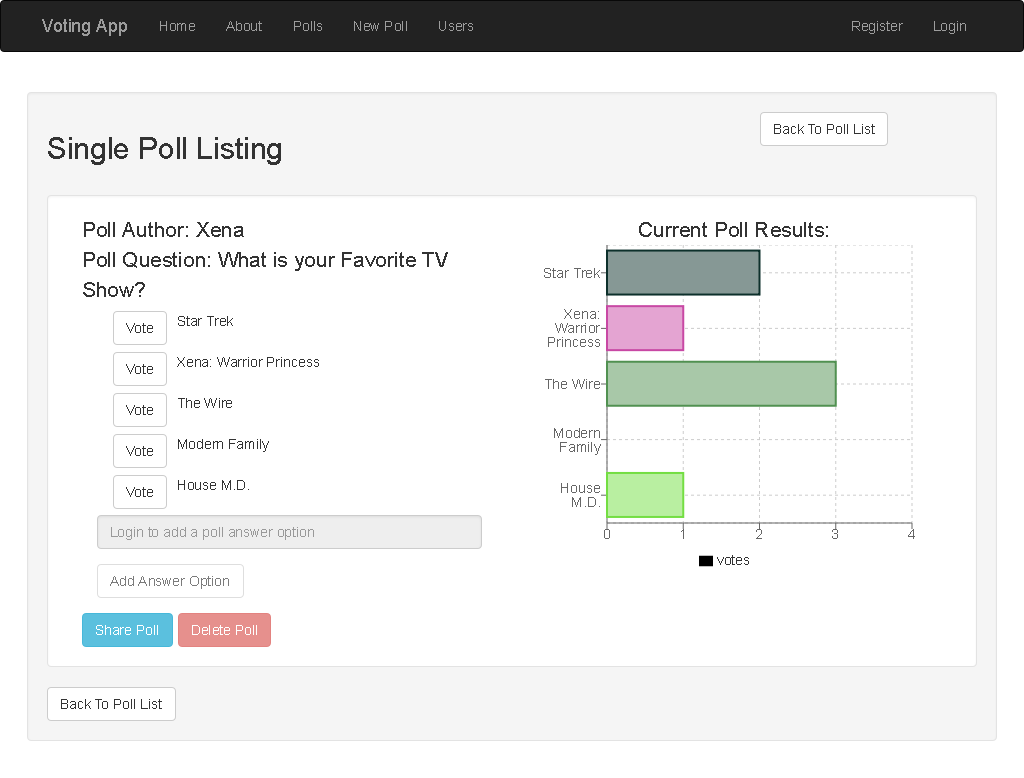 Voting App Home About Polls New Poll Users Register Login
Back To Poll List
Single Poll Listing
Poll Author: Xena
Poll Question: What is your Favorite TV
Show?
Vote Star Trek
Vote Xena: Warrior Princess
Vote The Wire
Vote Modern Family
Vote House M.D.
Login to add a poll answer option
Add Answer Option
Share Poll Delete Poll
Current Poll Results:
Star Trek
Xena:
Warrior
Princess
The Wire
Modern
Family
House
M.D.
0 1 2 3 4
votes
Back To Poll List